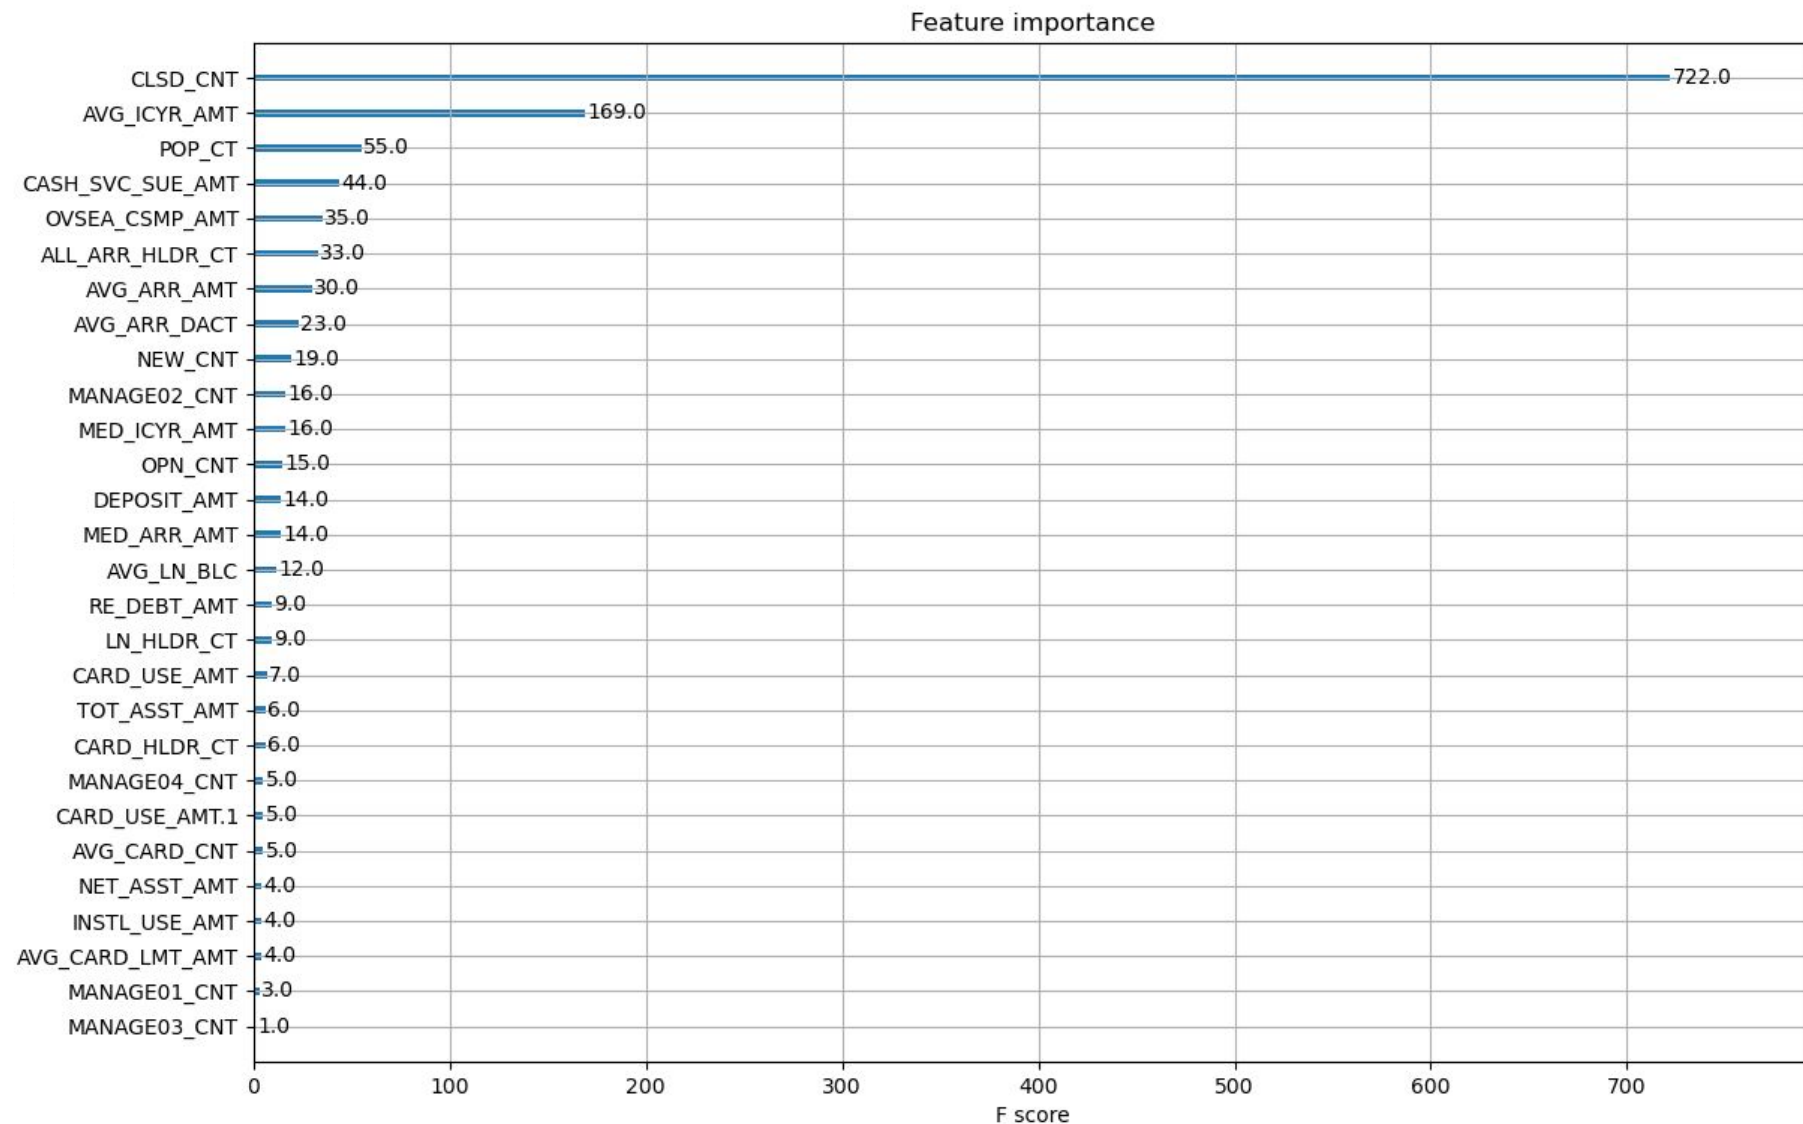 Feature importance
CLSD_CNT 722.0
AVG_ICYR_AMT 169.0
POP_CT 55.0
CASH_SVC_SUE_AMT 44.0
OVSEA_CSMP_AMT 35.0
ALL_ARR_HLDR_CT 33.0
AVG_ARR_AMT 30.0
AVG_ARR_DACT 23.0
NEW_CNT 19.0
MANAGE02_CNT 16.0
MED_ICYR_AMT 16.0
OPN_CNT 15.0
DEPOSIT_AMT 14.0
MED_ARR_AMT 14.0
AVG_LN_BLC 12.0
RE_DEBT_AMT 9.0
LN_HLDR_CT 9.0
CARD_USE_AMT 7.0
TOT_ASST_AMT 6.0
CARD_HLDR_CT 6.0
MANAGE04_CNT 5.0
CARD_USE_AMT.1 5.0
AVG_CARD_CNT 5.0
NET_ASST_AMT 4.0
INSTL_USE_AMT 4.0
AVG_CARD_LMT_AMT 4.0
MANAGE01_CNT 3.0
MANAGE03_CNT 1.0
0 100 200 300 400 500 600 700
F score